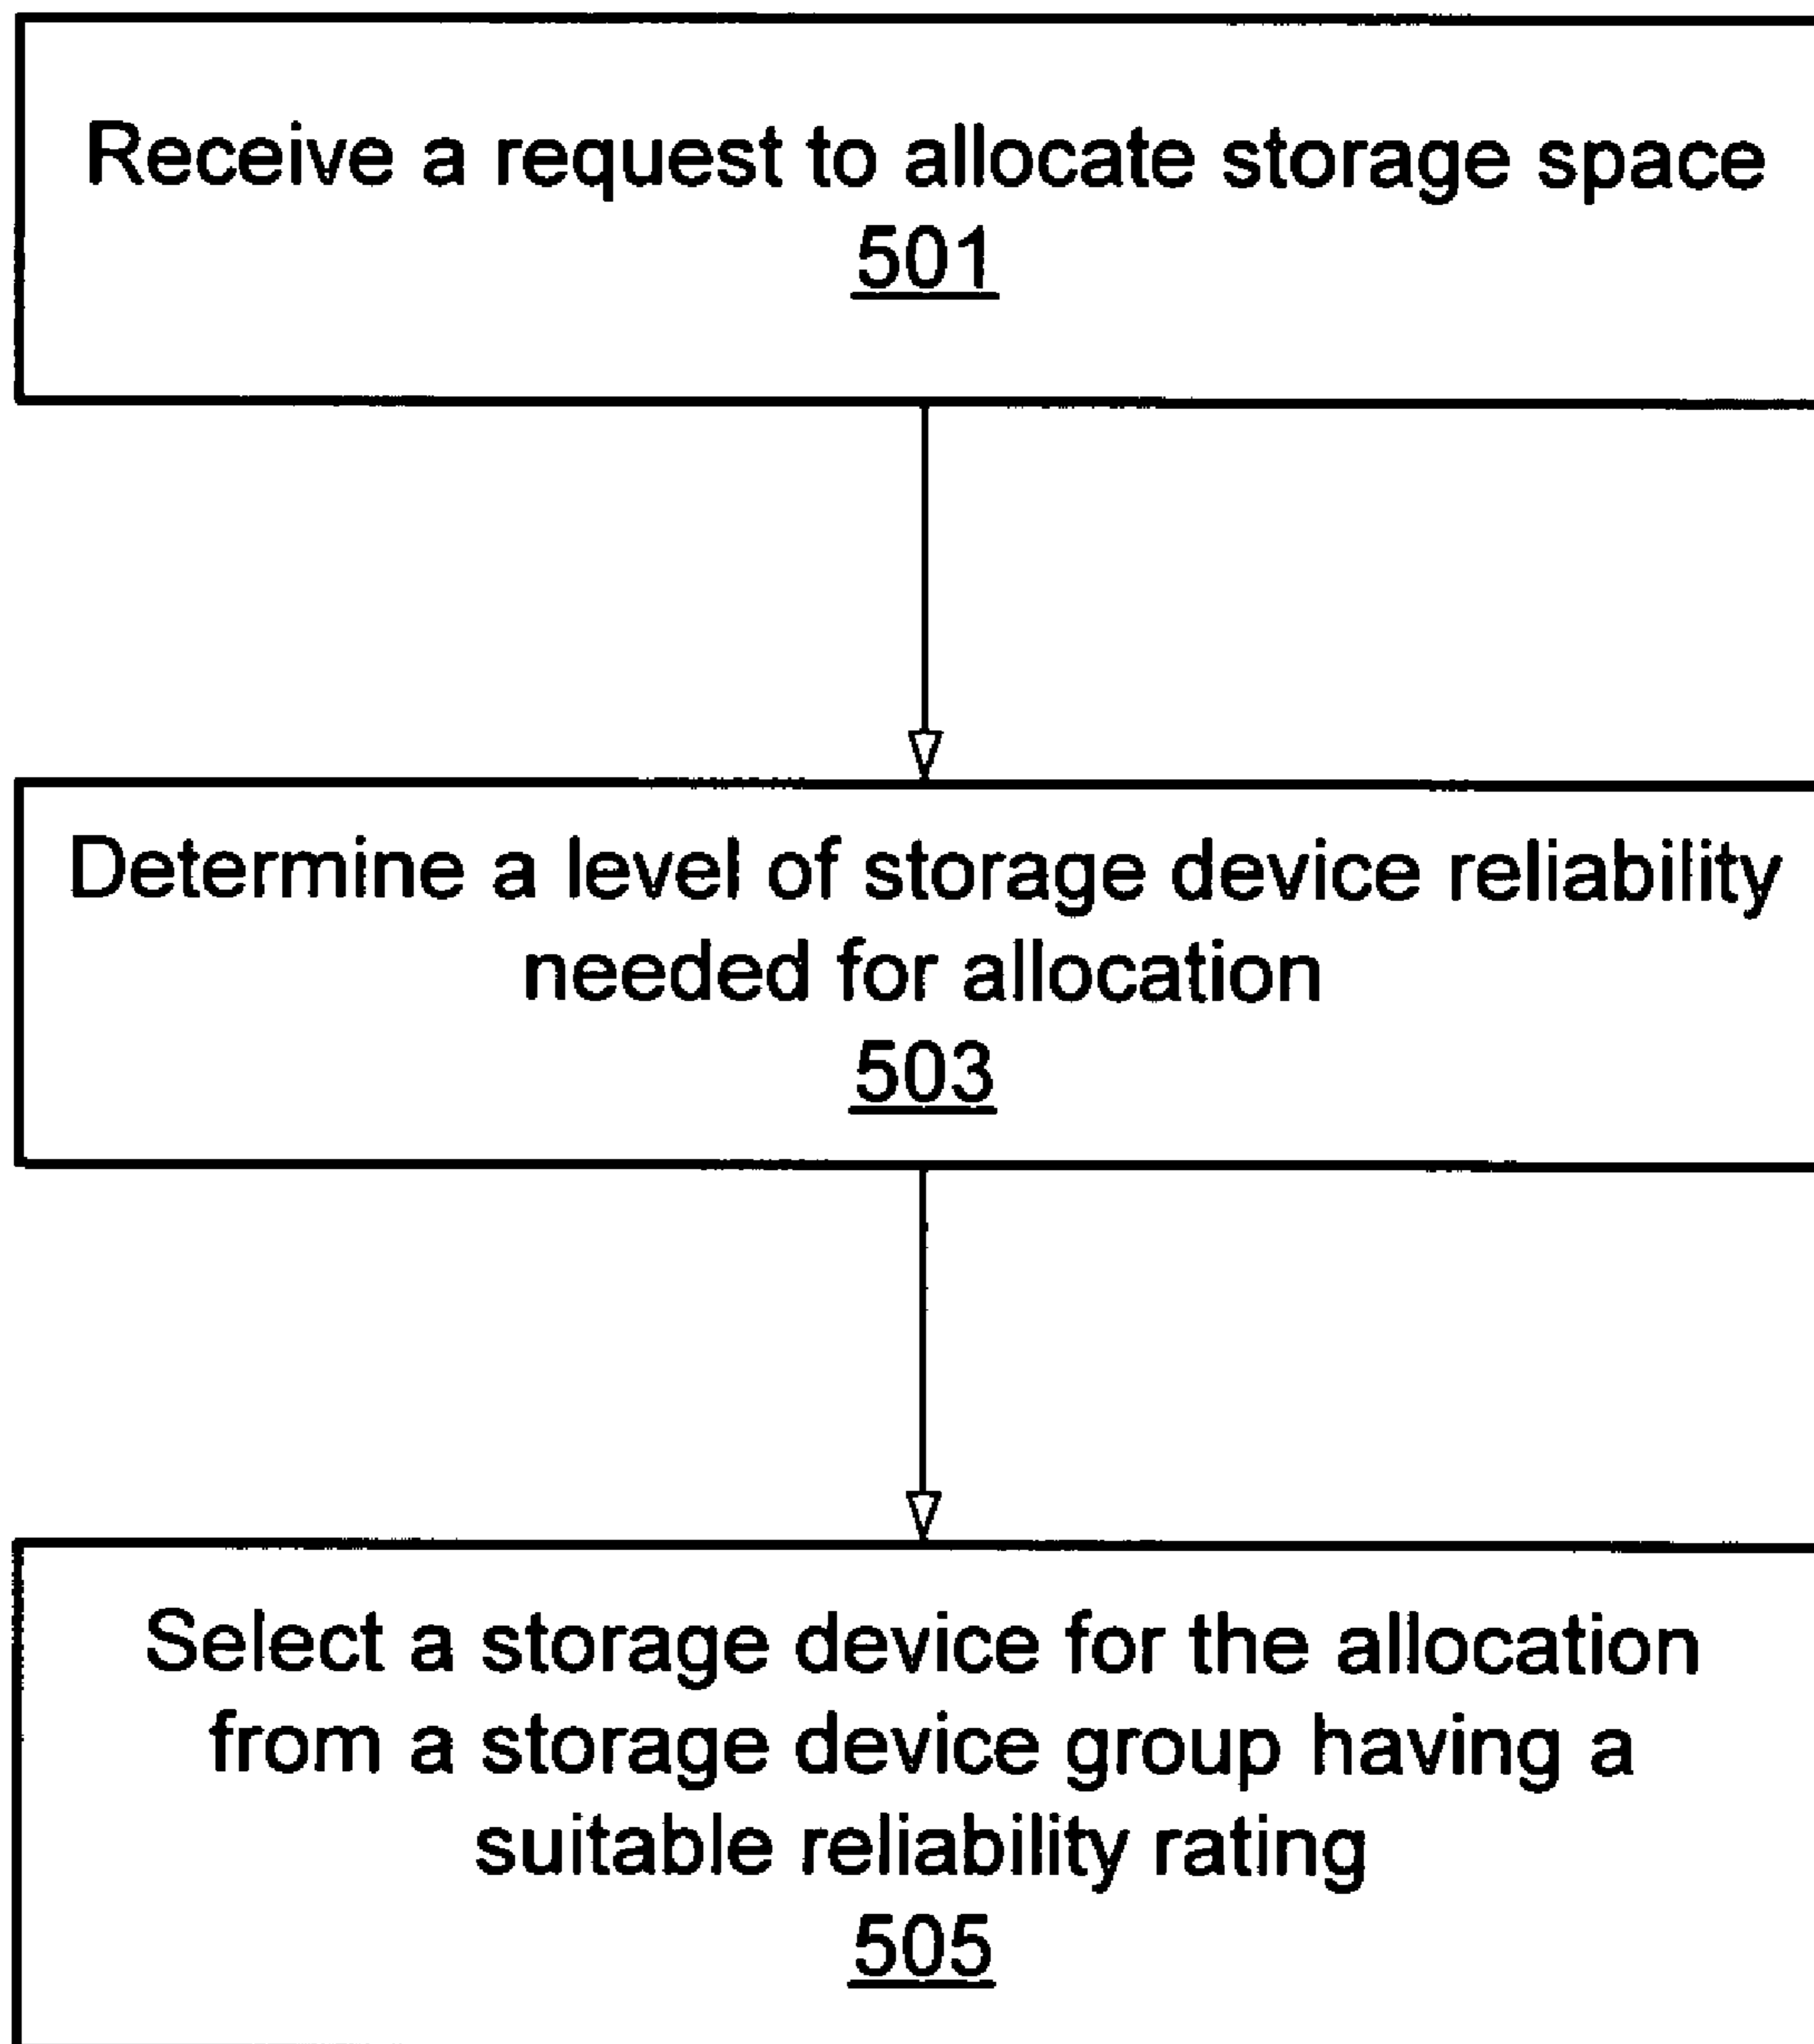 Receive a request to allocate storage space
501
Determine a level of storage device reliability
needed for allocation
503
Select a storage device for the allocation
from a storage device group having a
suitable reliability rating
505